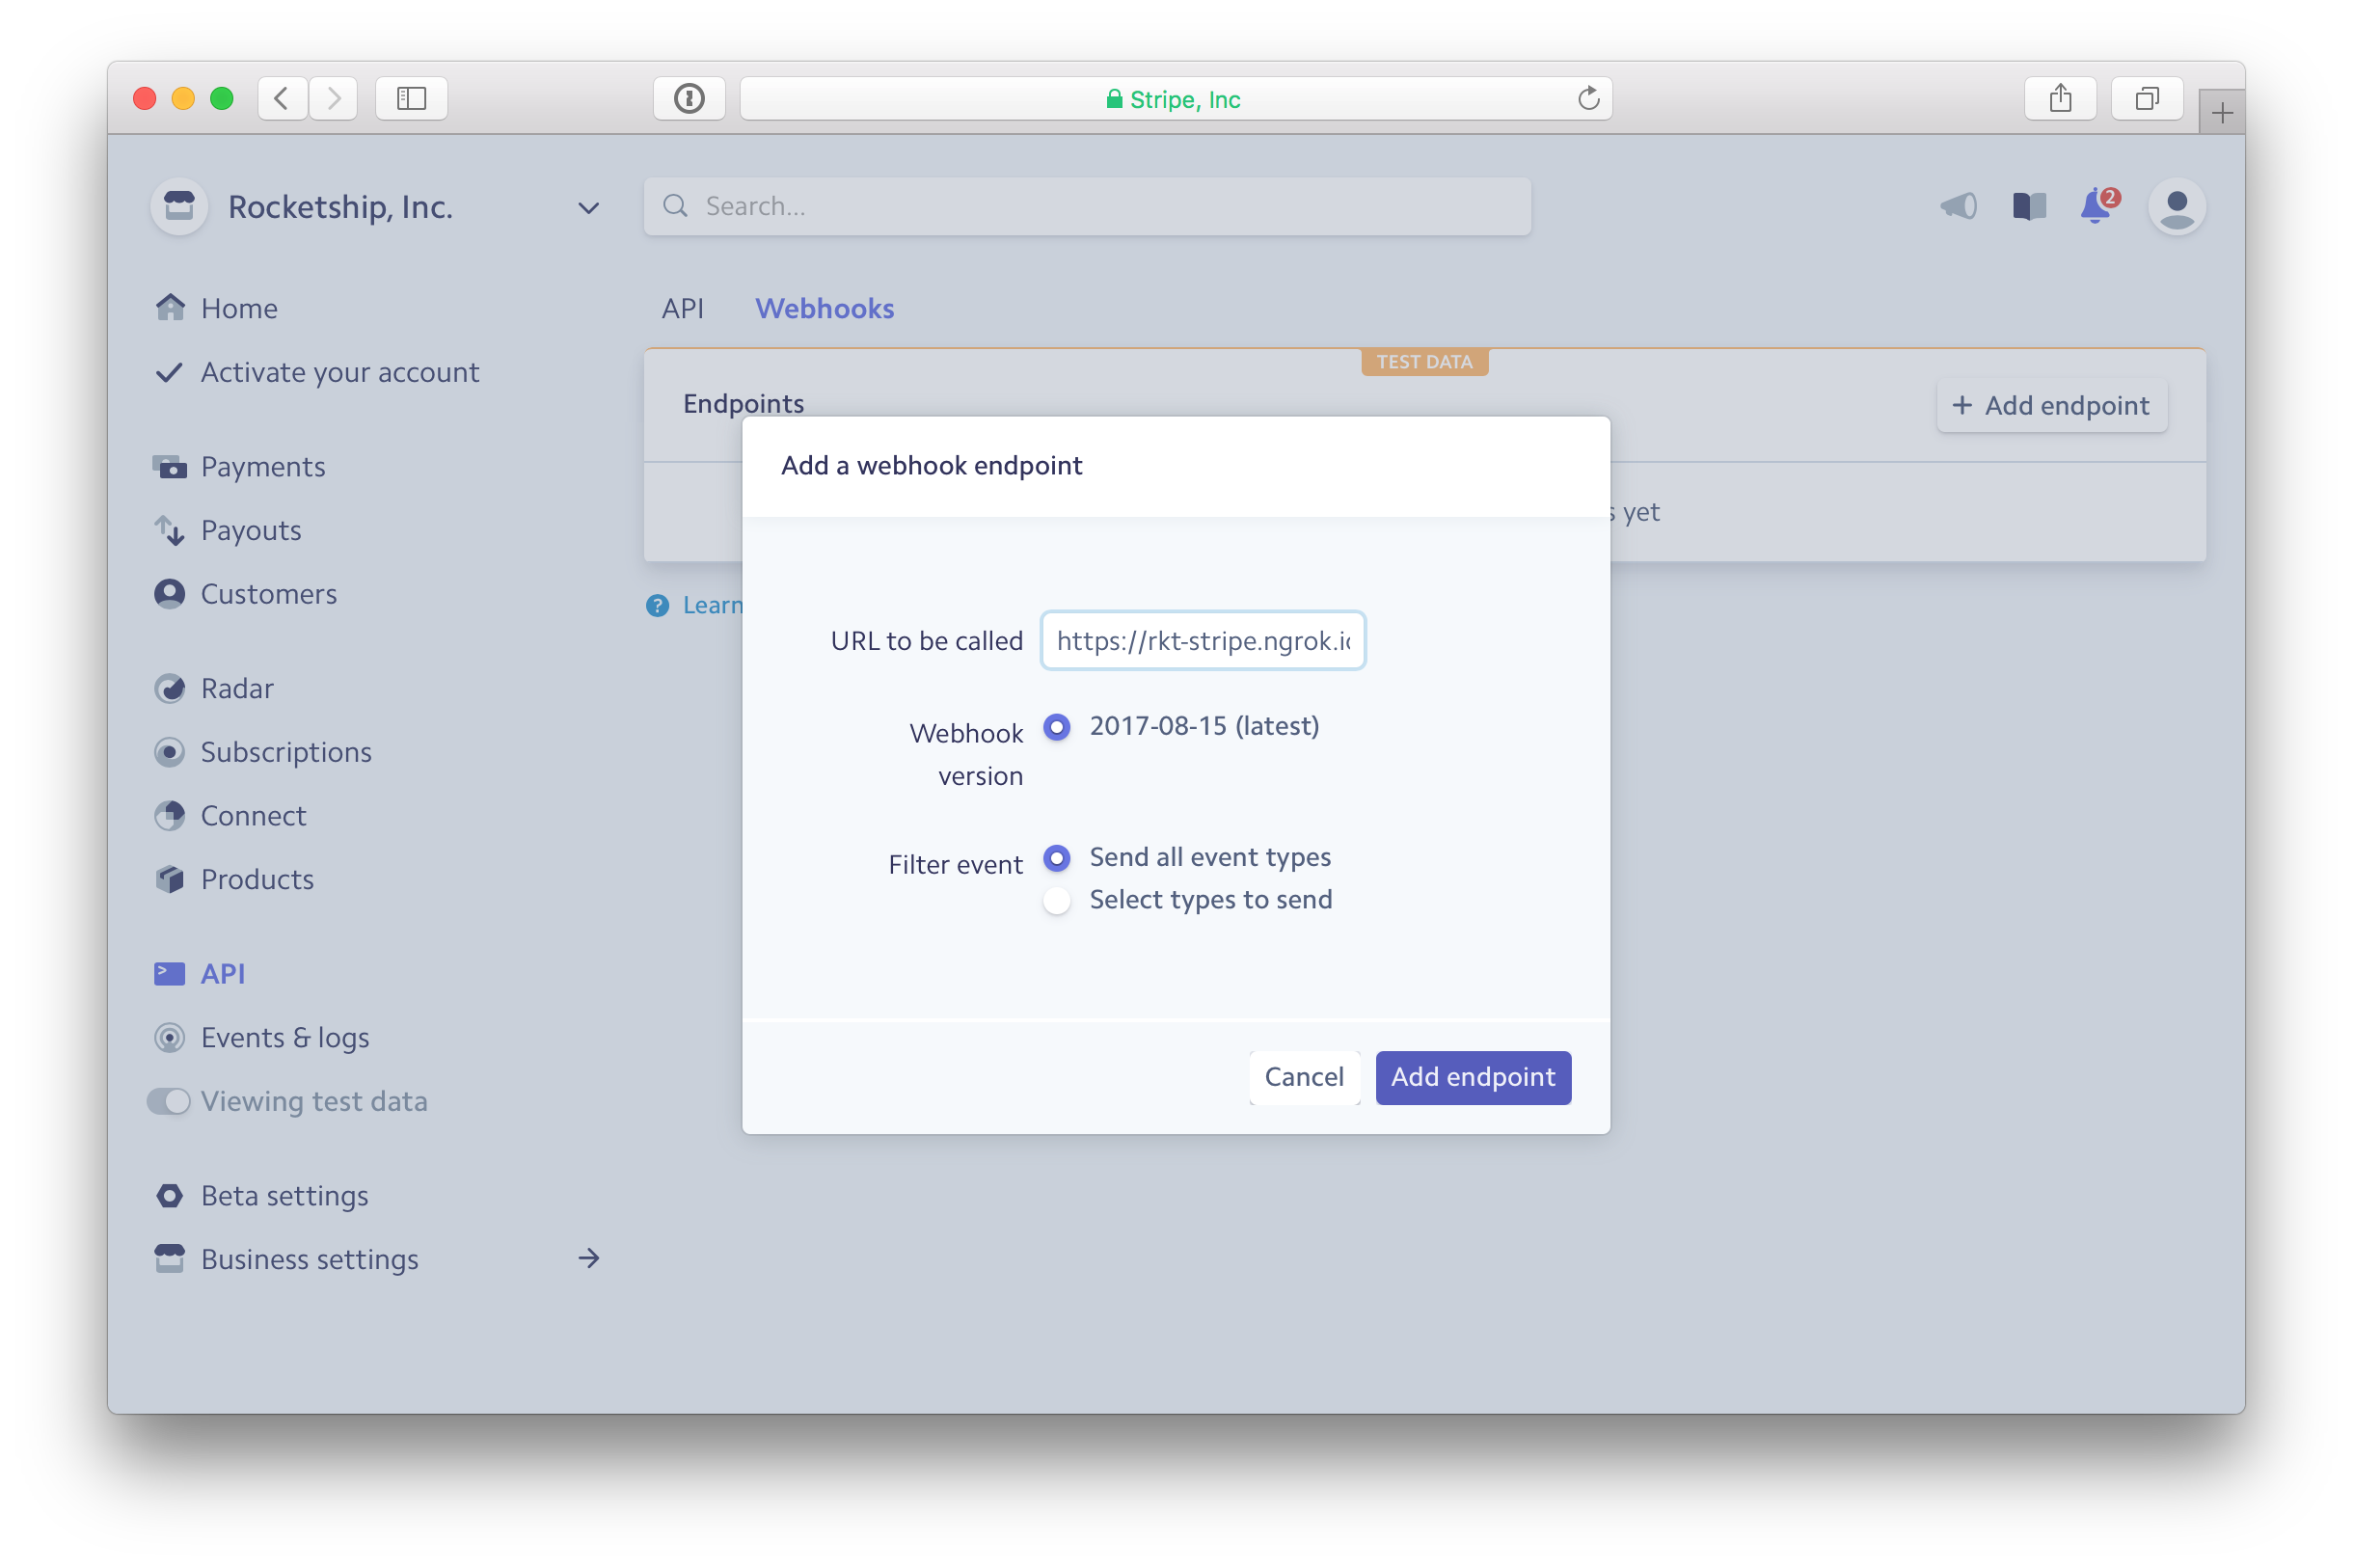 Stripe, Inc
Rocketship, Inc.
Search...
2
Home
Activate your account
Payments
Payouts
Customers
Radar
Subscriptions
Connect
Products
API
Events & logs
Viewing test data
Beta settings
Business settings
API
Webhooks
TEST DATA
Endpoints
+ Add endpoint
yet
? Learn
Add a webhook endpoint
URL to be called
https://rkt-stripe.ngrok.io
Webhook
version
2017-08-15 (latest)
Filter event
Send all event types
Select types to send
Cancel
Add endpoint